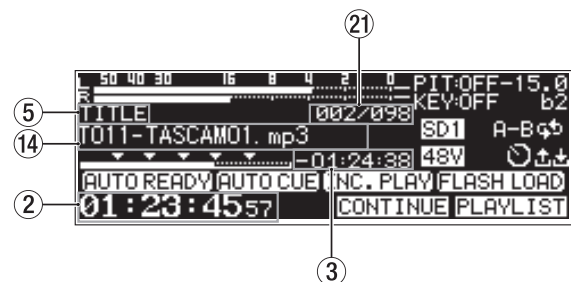 21
L 50 40 30 16 8 4 2 0 PIT:OFF-15.0
R KEY:OFF b2
5 TITLE 002/098
14 T011-TASCAM01.mp3 SD1 A-B
-01:24:38 48V
AUTO READY AUTO CUE INC. PLAY FLASH LOAD
2 01:23:4557 CONTINUE PLAYLIST
3